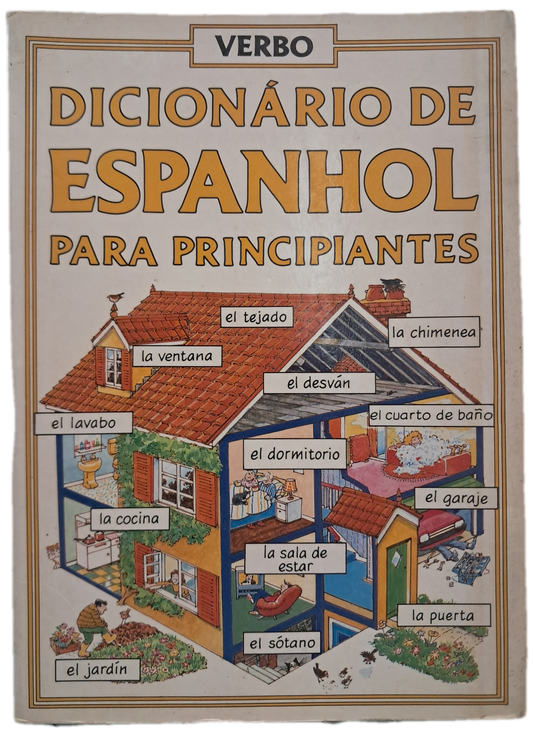 VERBO
DICIONÁRIO DE
ESPANHOL
PARA PRINCIPIANTES
el tejado
la chimenea
la ventana
el desván
el lavabo
el cuarto de baño
el dormitorio
el garaje
la cocina
la sala de
estar
la puerta
el sótano
el jardín